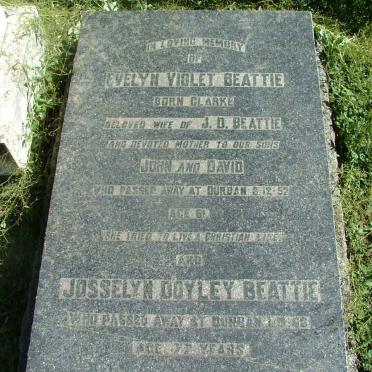 IN LOVING MEMORY
OF
EVELYN VIOLET BEATTIE
BORN CLARKE
BELOVED WIFE OF J. D. BEATTIE
AND DEVOTED MOTHER TO OUR SONS
JOHN AND DAVID
WHO PASSED AWAY AT DURBAN
AGE 61
SHE TRIED TO LIVE A CHRISTIAN LIFE
AND
JOSSELYN DOYLEY BEATTIE
WHO PASSED AWAY AT DURBAN
AGE 77 YEARS